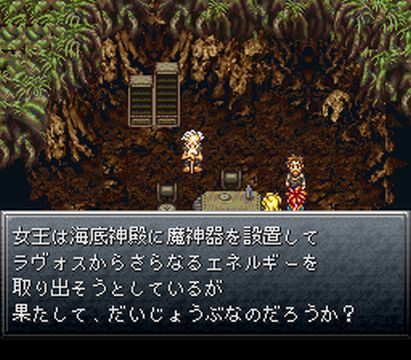 女王は海底神殿に魔神器を設置して
ラヴォスからさらなるエネルギーを
取り出そうとしているが
果たして、だいじょうぶなのだろうか？